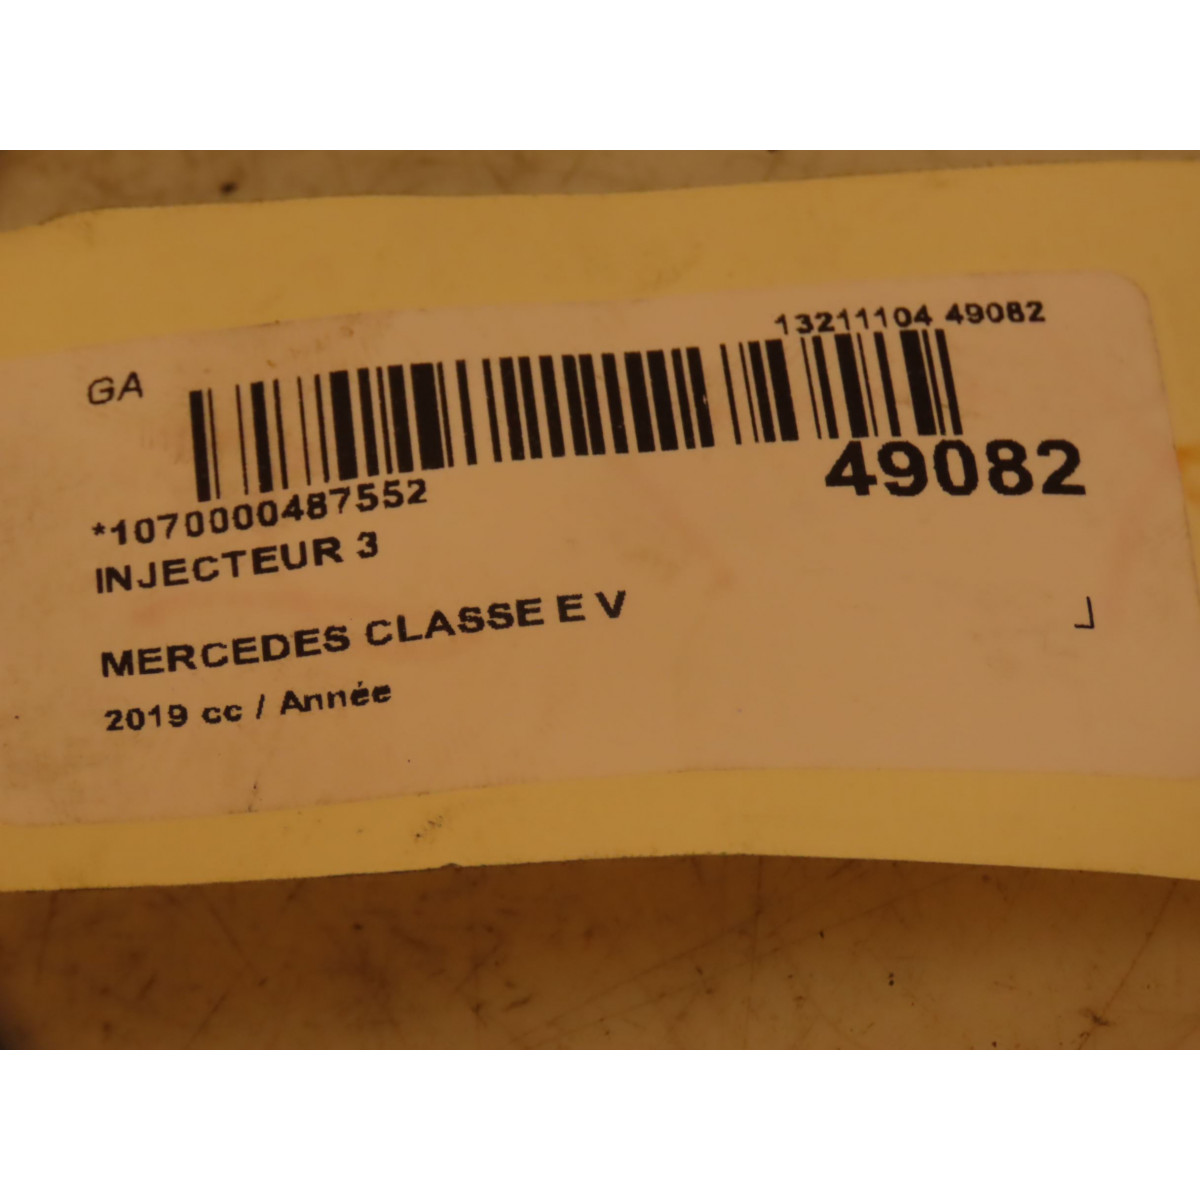 13211104 49082
GA
49082
*1070000487552
INJECTEUR 3
MERCEDES CLASSE E V
2019 cc / Année